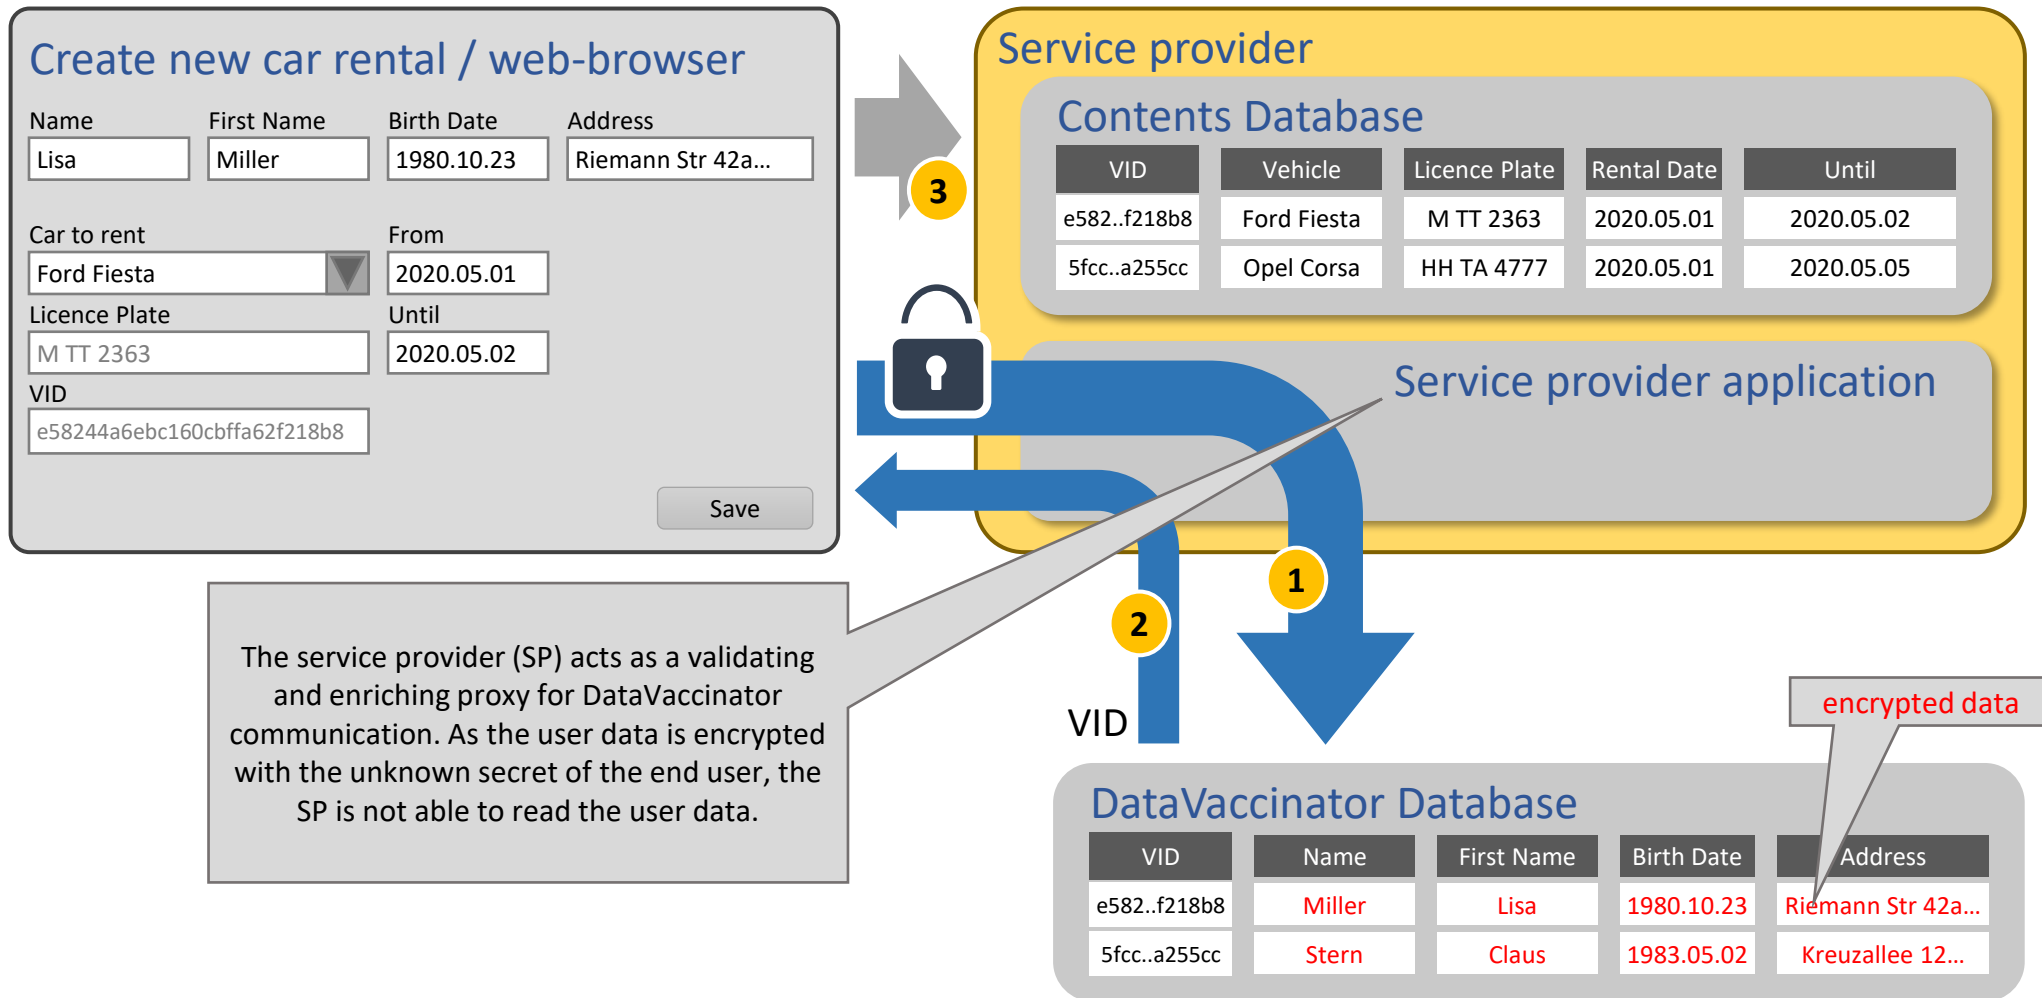 Create new car rental / web-browser
Name First Name Birth Date Address
Lisa Miller 1980.10.23 Riemann Str 42a...
Car to rent From
Ford Fiesta 2020.05.01
Licence Plate Until
M TT 2363 2020.05.02
VID
e58244a6ebc160cbffa62f218b8
Save
3
Service provider
Contents Database
VID Vehicle Licence Plate Rental Date Until
e582..f218b8 Ford Fiesta M TT 2363 2020.05.01 2020.05.02
5fcc..a255cc Opel Corsa HH TA 4777 2020.05.01 2020.05.05
Service provider application
1
2
VID
The service provider (SP) acts as a validating
and enriching proxy for DataVaccinator
communication. As the user data is encrypted
with the unknown secret of the end user, the
SP is not able to read the user data.
encrypted data
DataVaccinator Database
VID Name First Name Birth Date Address
e582..f218b8 Miller Lisa 1980.10.23 Riemann Str 42a...
5fcc..a255cc Stern Claus 1983.05.02 Kreuzallee 12...